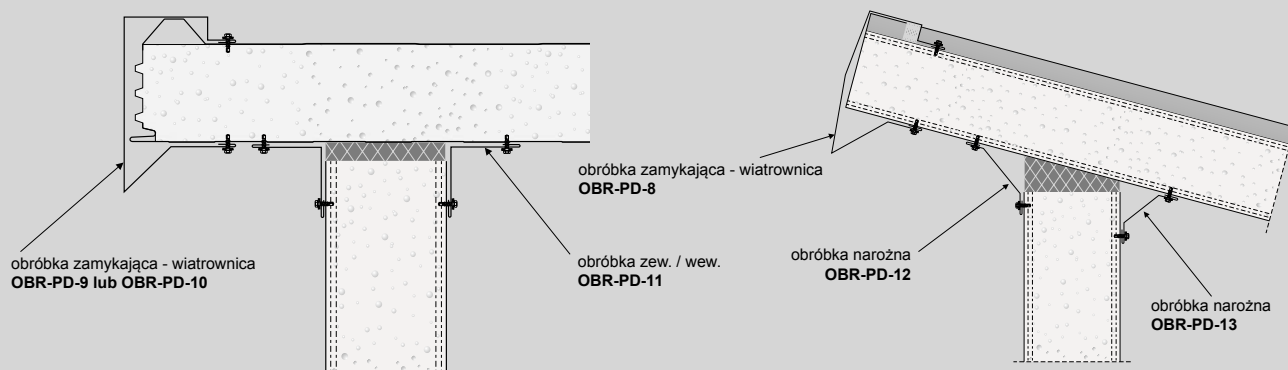 obróbka zamykająca - wiatrownica
OBR-PD-9 lub OBR-PD-10
obróbka zew. / wew.
OBR-PD-11
obróbka zamykająca - wiatrownica
OBR-PD-8
obróbka narożna
OBR-PD-12
obróbka narożna
OBR-PD-13